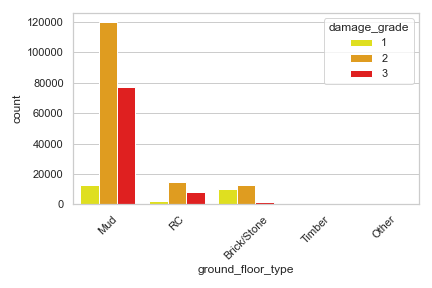 damage_grade
1
2
3
120000
100000
80000
60000
40000
20000
0
count
Mud
RC
Brick/Stone
Timber
Other
ground_floor_type